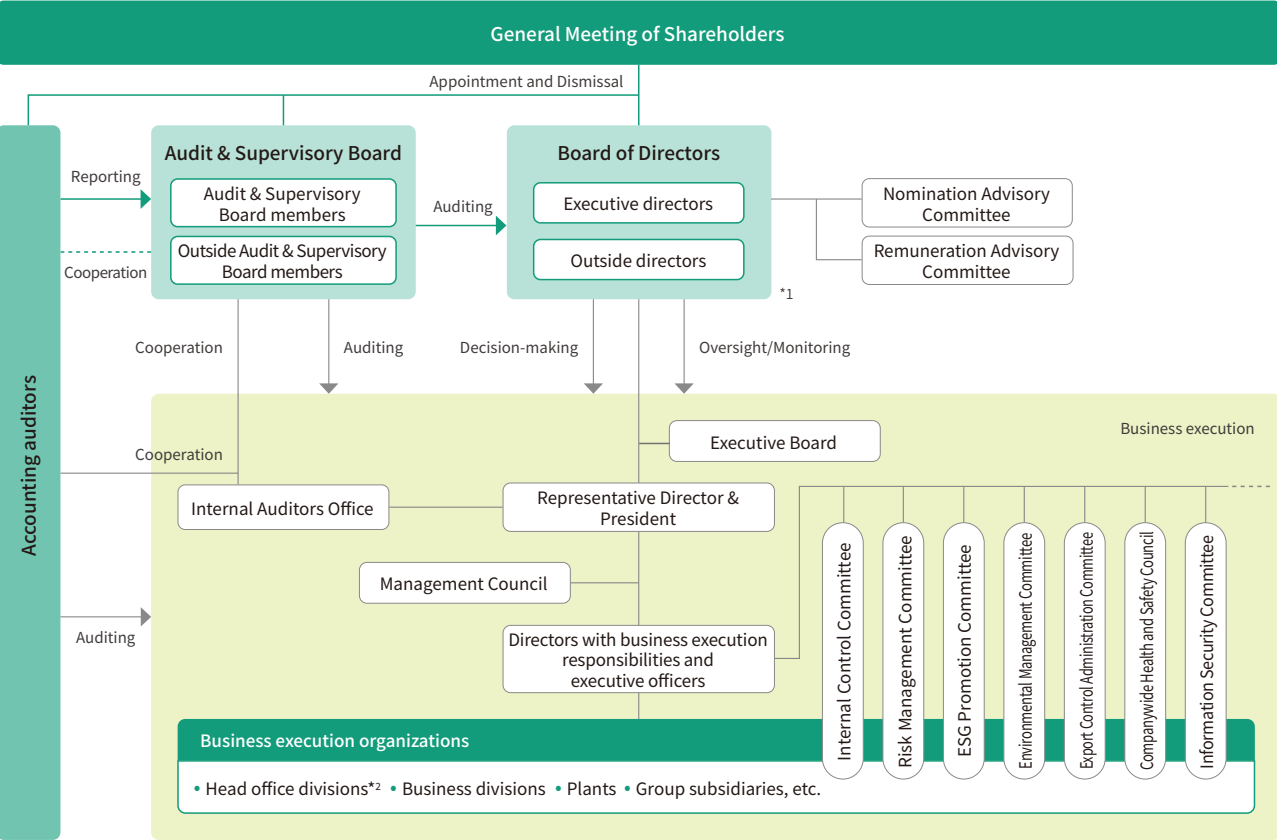 General Meeting of Shareholders
Appointment and Dismissal
Accounting auditors
Reporting
Cooperation
Audit & Supervisory Board
Audit & Supervisory
Board members
Outside Audit & Supervisory
Board members
Auditing
Board of Directors
Executive directors
Outside directors
*1
Nomination Advisory
Committee
Remuneration Advisory
Committee
Cooperation
Auditing
Decision-making
Oversight/Monitoring
Business execution
Executive Board
Cooperation
Internal Auditors Office
Representative Director &
President
Management Council
Auditing
Directors with business execution
responsibilities and
executive officers
Internal Control Committee
Risk Management Committee
ESG Promotion Committee
Environmental Management Committee
Export Control Administration Committee
Companywide Health and Safety Council
Information Security Committee
Business execution organizations
• Head office divisions*2 • Business divisions • Plants • Group subsidiaries, etc.